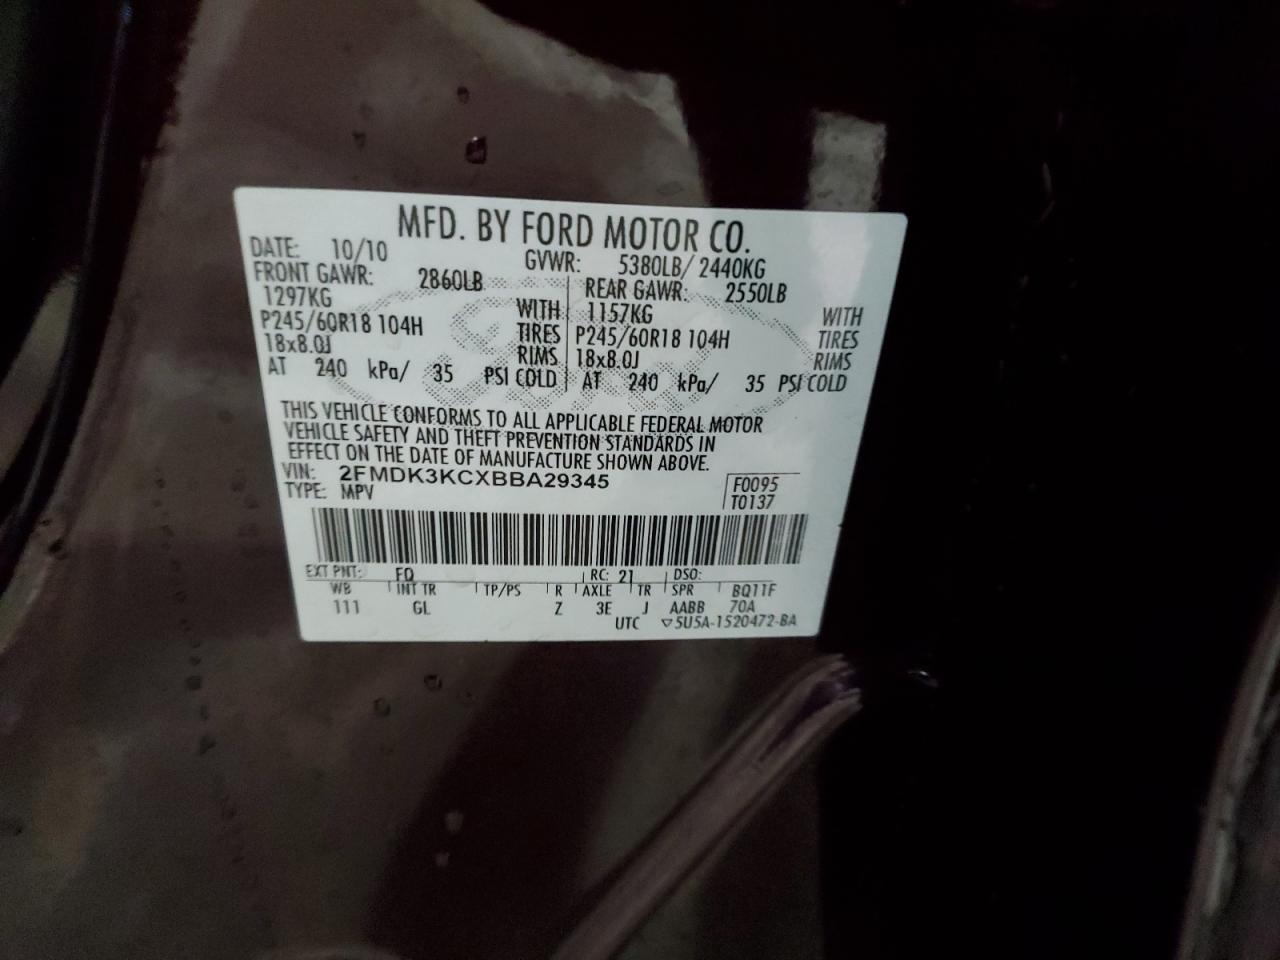 MFD. BY FORD MOTOR CO.
DATE: 10/10 GVWR: 5380LB/ 2440KG
FRONT GAWR: 2860LB REAR GAWR: 2550LB
1297KG WITH 1157KG WITH
P245/60R18 104H TIRES P245/60R18 104H TIRES
18x8.0J RIMS 18x8.0J RIMS
AT 240 kPa/ 35 PSI COLD AT 240 kPa/ 35 PSI COLD
THIS VEHICLE CONFORMS TO ALL APPLICABLE FEDERAL MOTOR
VEHICLE SAFETY AND THEFT PREVENTION STANDARDS IN
EFFECT ON THE DATE OF MANUFACTURE SHOWN ABOVE.
VIN: 2FMDK3KCXBBA29345 F0095
TYPE: MPV T0137
EXT PNT: FQ RC: 21 DSO:
WB INT TR TP/PS R AXLE TR SPR BQ11F
111 GL Z 3E J AABB 70A
UTC ▽5U5A-1520472-BA